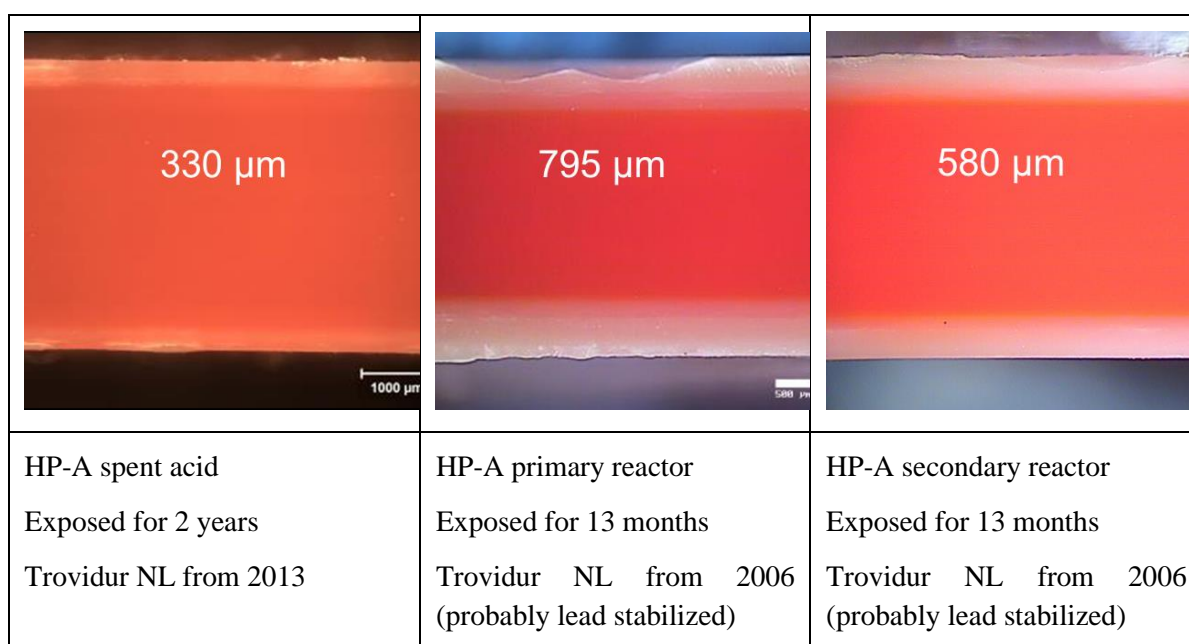 330 µm
1000 µm
795 µm
500 µm
580 µm
HP-A spent acid
Exposed for 2 years
Trovidur NL from 2013
HP-A primary reactor
Exposed for 13 months
Trovidur NL from 2006
(probably lead stabilized)
HP-A secondary reactor
Exposed for 13 months
Trovidur NL from 2006
(probably lead stabilized)